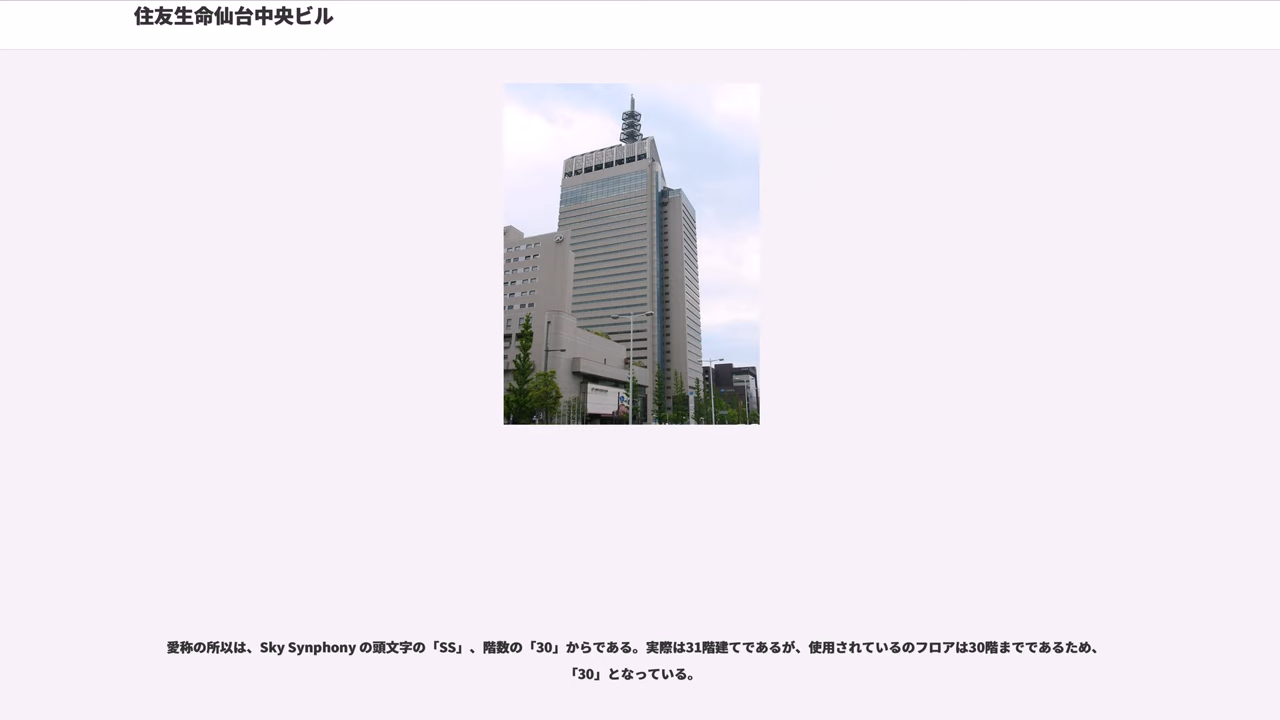 住友生命仙台中央ビル
愛称の所以は、Sky Synphony の頭文字の「SS」、階数の「30」からである。実際は31階建てであるが、使用されているのフロアは30階までであるため、
「30」となっている。